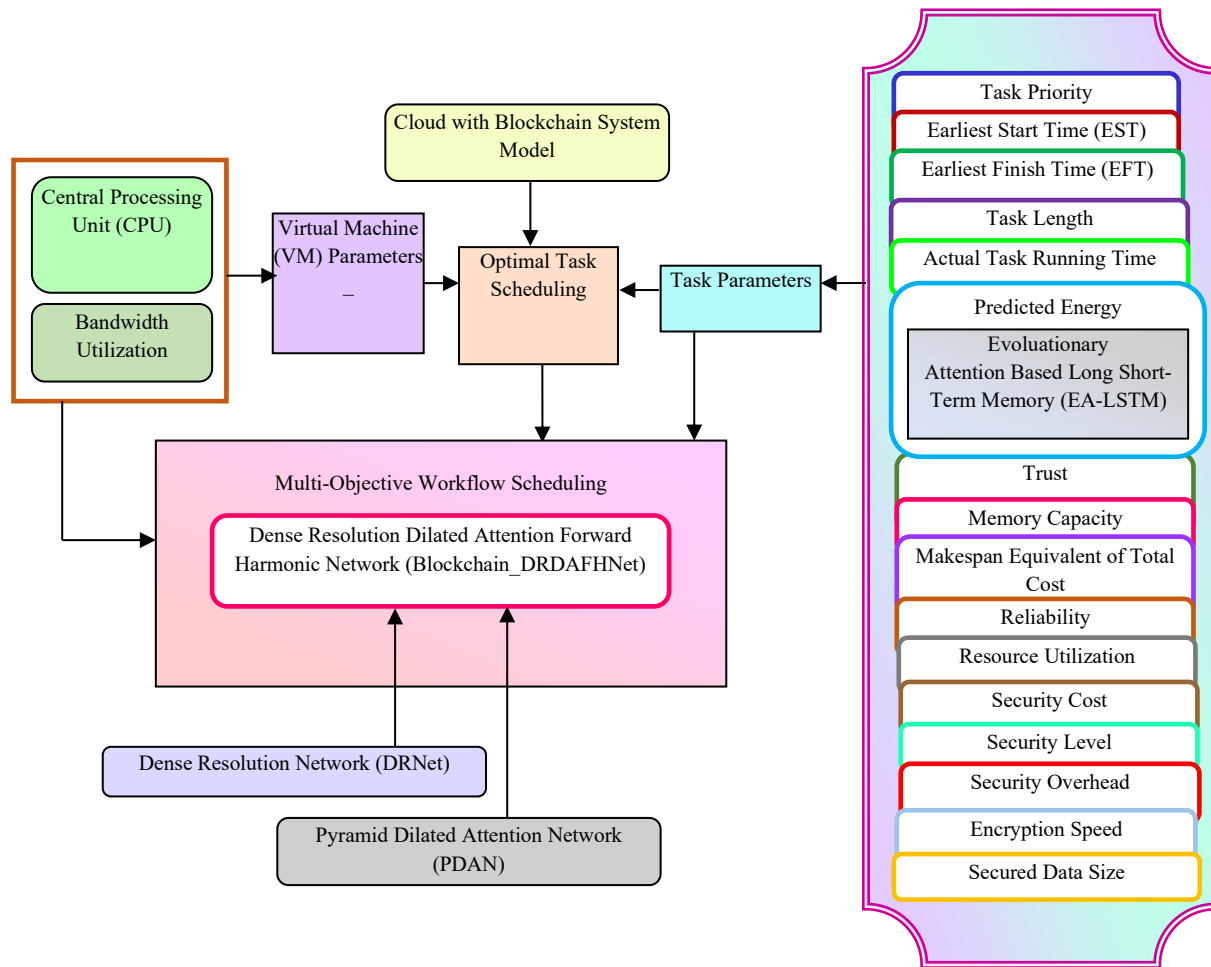 Cloud with Blockchain System
Model
Central Processing
Unit (CPU)
Bandwidth
Utilization
Virtual Machine
(VM) Parameters
_
Optimal Task
Scheduling
Task Parameters
Multi-Objective Workflow Scheduling
Dense Resolution Dilated Attention Forward
Harmonic Network (Blockchain_DRDAFHNet)
Dense Resolution Network (DRNet)
Pyramid Dilated Attention Network
(PDAN)
Task Priority
Earliest Start Time (EST)
Earliest Finish Time (EFT)
Task Length
Actual Task Running Time
Predicted Energy
Evoluationary
Attention Based Long Short-
Term Memory (EA-LSTM)
Trust
Memory Capacity
Makespan Equivalent of Total
Cost
Reliability
Resource Utilization
Security Cost
Security Level
Security Overhead
Encryption Speed
Secured Data Size